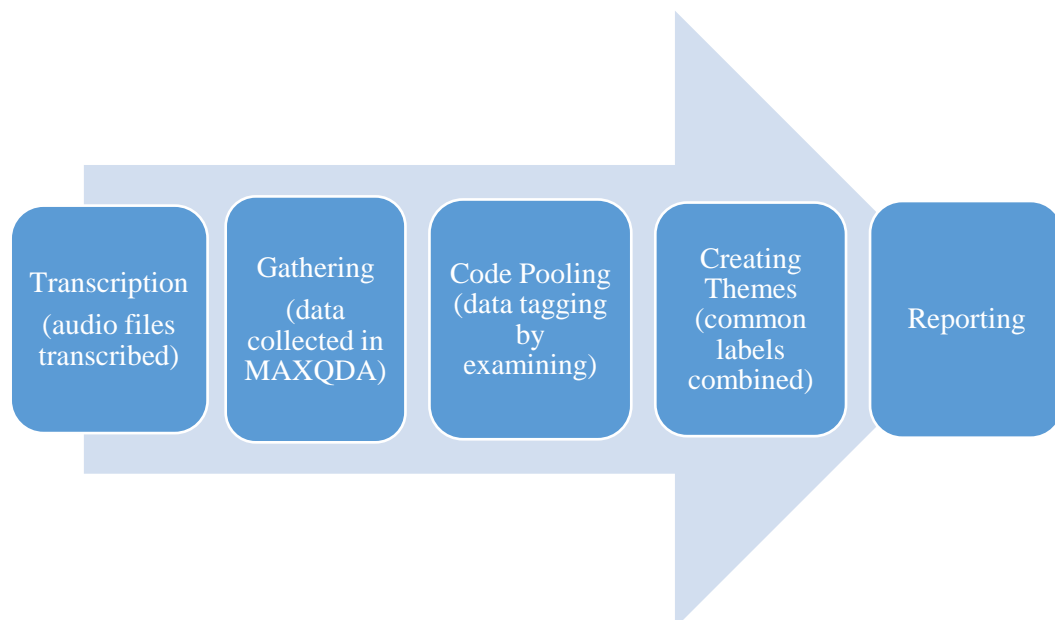 Transcription
(audio files
transcribed)
Gathering
(data
collected in
MAXQDA)
Code Pooling
(data tagging
by
examining)
Creating
Themes
(common
labels
combined)
Reporting